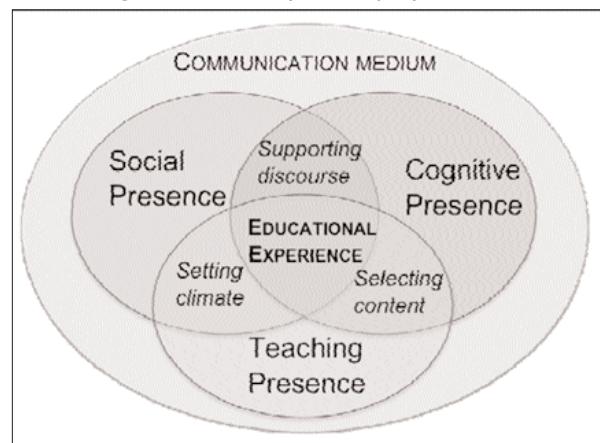 COMMUNICATION MEDIUM
Social
Presence
Supporting
discourse
Cognitive
Presence
EDUCATIONAL
EXPERIENCE
Setting
climate
Selecting
content
Teaching
Presence